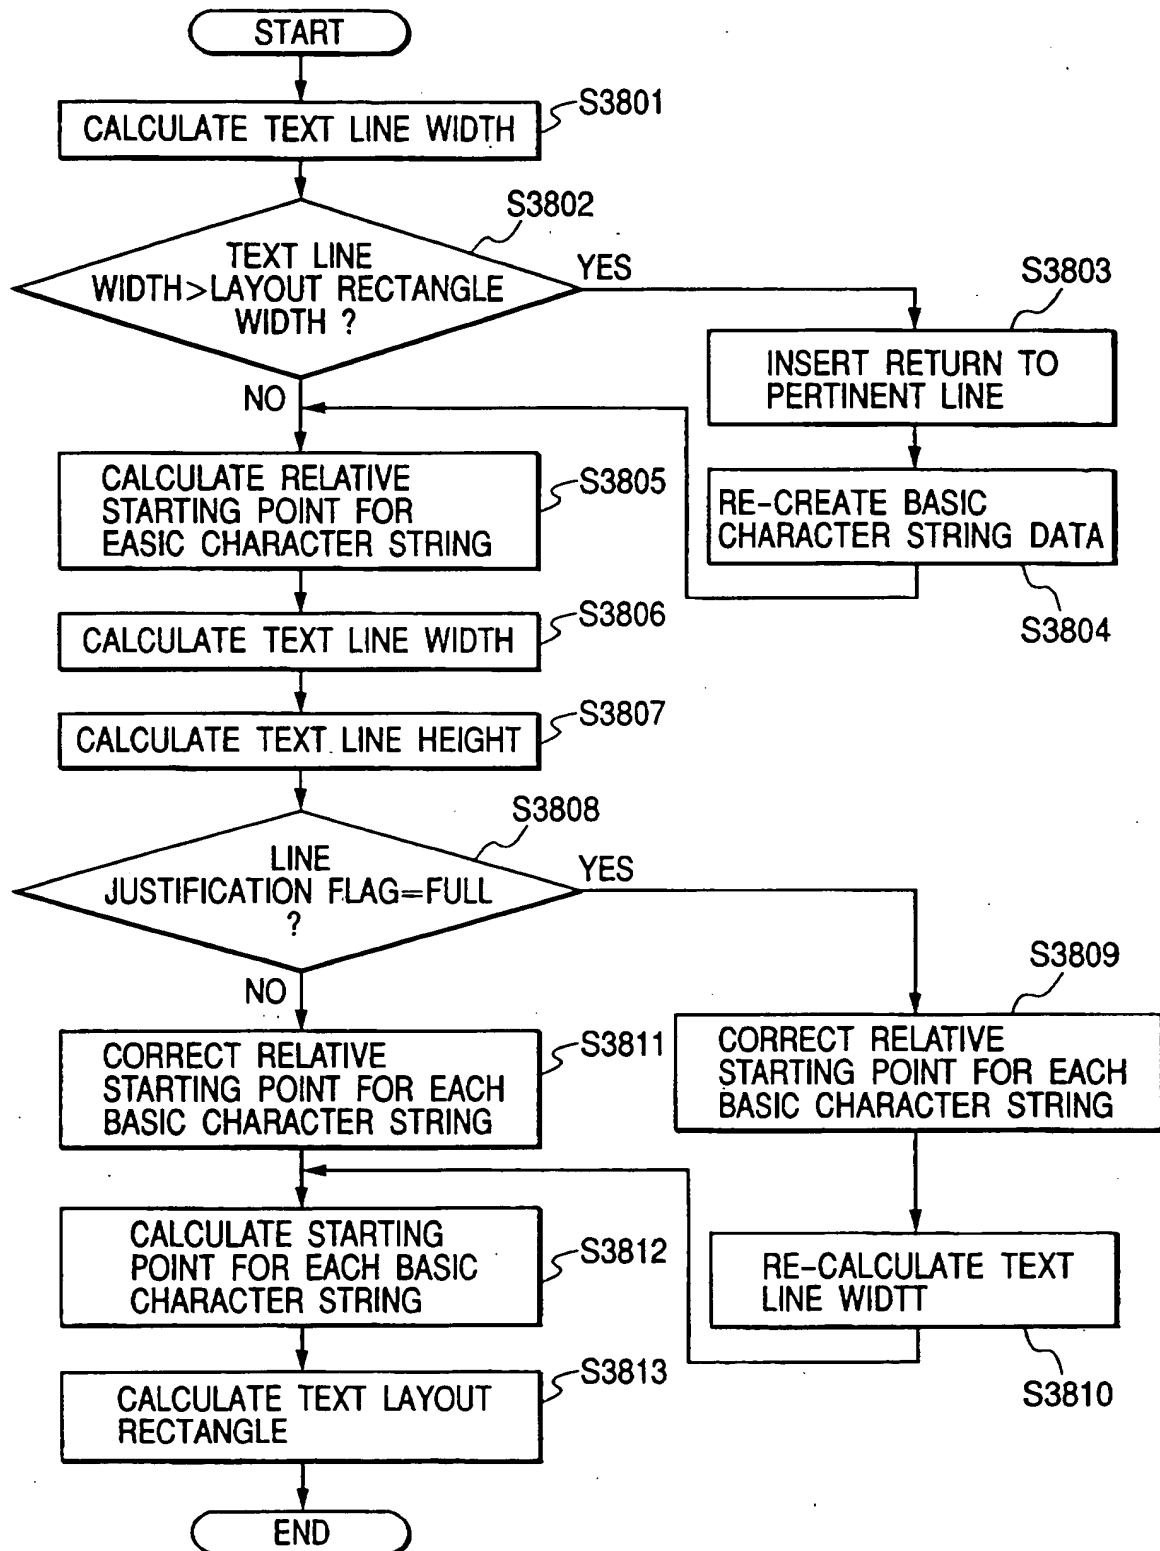 START
S3801
CALCULATE TEXT LINE WIDTH
S3802
TEXT LINE
WIDTH>LAYOUT RECTANGLE
WIDTH ?
YES
NO
S3803
INSERT RETURN TO
PERTINENT LINE
RE-CREATE BASIC
CHARACTER STRING DATA
S3804
CALCULATE RELATIVE
STARTING POINT FOR
EASIC CHARACTER STRING
S3805
CALCULATE TEXT LINE WIDTH
S3806
CALCULATE TEXT LINE HEIGHT
S3807
S3808
LINE
JUSTIFICATION FLAG=FULL
?
YES
NO
S3809
CORRECT RELATIVE
STARTING POINT FOR EACH
BASIC CHARACTER STRING
RE-CALCULATE TEXT
LINE WIDTT
S3810
CORRECT RELATIVE
STARTING POINT FOR EACH
BASIC CHARACTER STRING
S3811
CALCULATE STARTING
POINT FOR EACH BASIC
CHARACTER STRING
S3812
CALCULATE TEXT LAYOUT
RECTANGLE
S3813
END